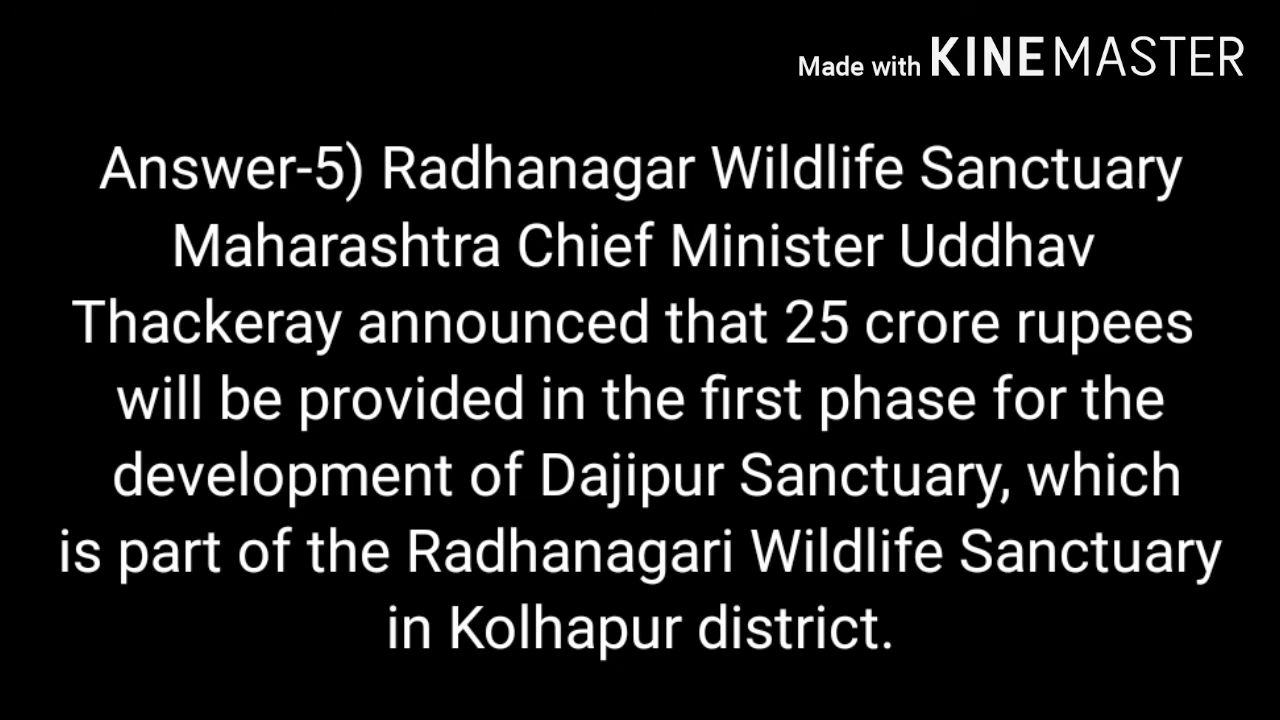 Made with KINEMASTER
Answer-5) Radhanagar Wildlife Sanctuary
Maharashtra Chief Minister Uddhav
Thackeray announced that 25 crore rupees
will be provided in the first phase for the
development of Dajipur Sanctuary, which
is part of the Radhanagari Wildlife Sanctuary
in Kolhapur district.